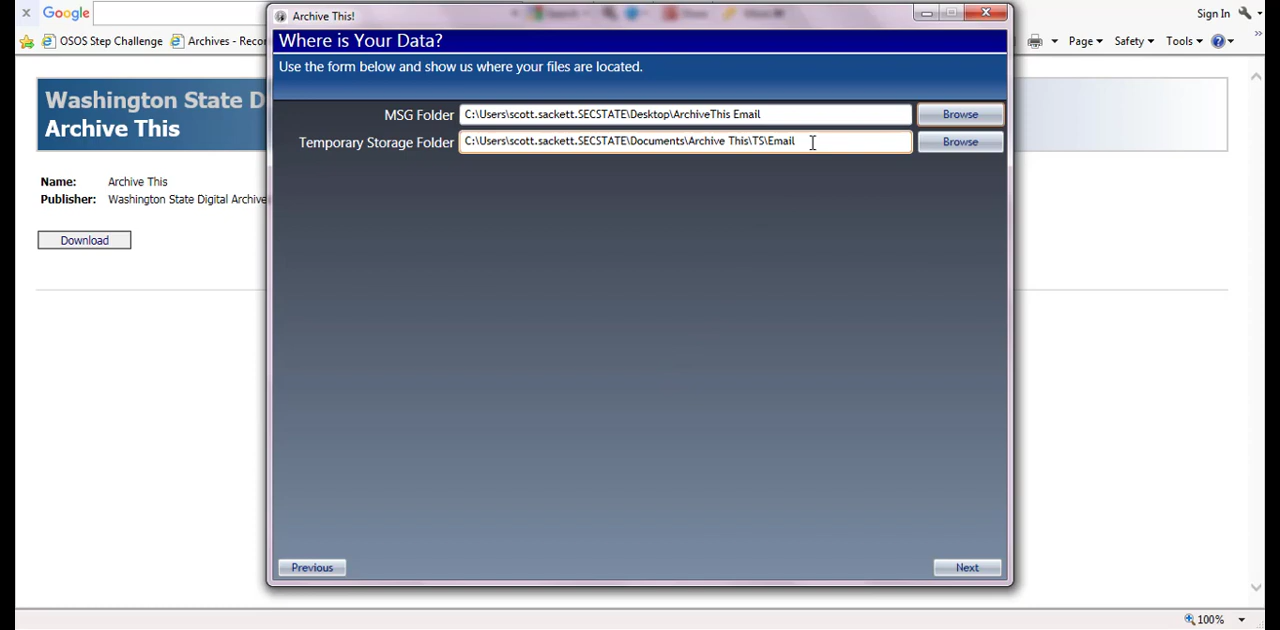 Google
Sign In
OSOS Step Challenge
Archives - Recor
Page
Safety
Tools
Archive This!
Where is Your Data?
Use the form below and show us where your files are located.
MSG Folder
C:\Users\scott.sackett.SECSTATE\Desktop\ArchiveThis Email
Browse
Temporary Storage Folder
C:\Users\scott.sackett.SECSTATE\Documents\Archive This\TS\Email
Browse
Washington State D
Archive This
Name: Archive This
Publisher: Washington State Digital Archive
Download
Previous
Next
100%